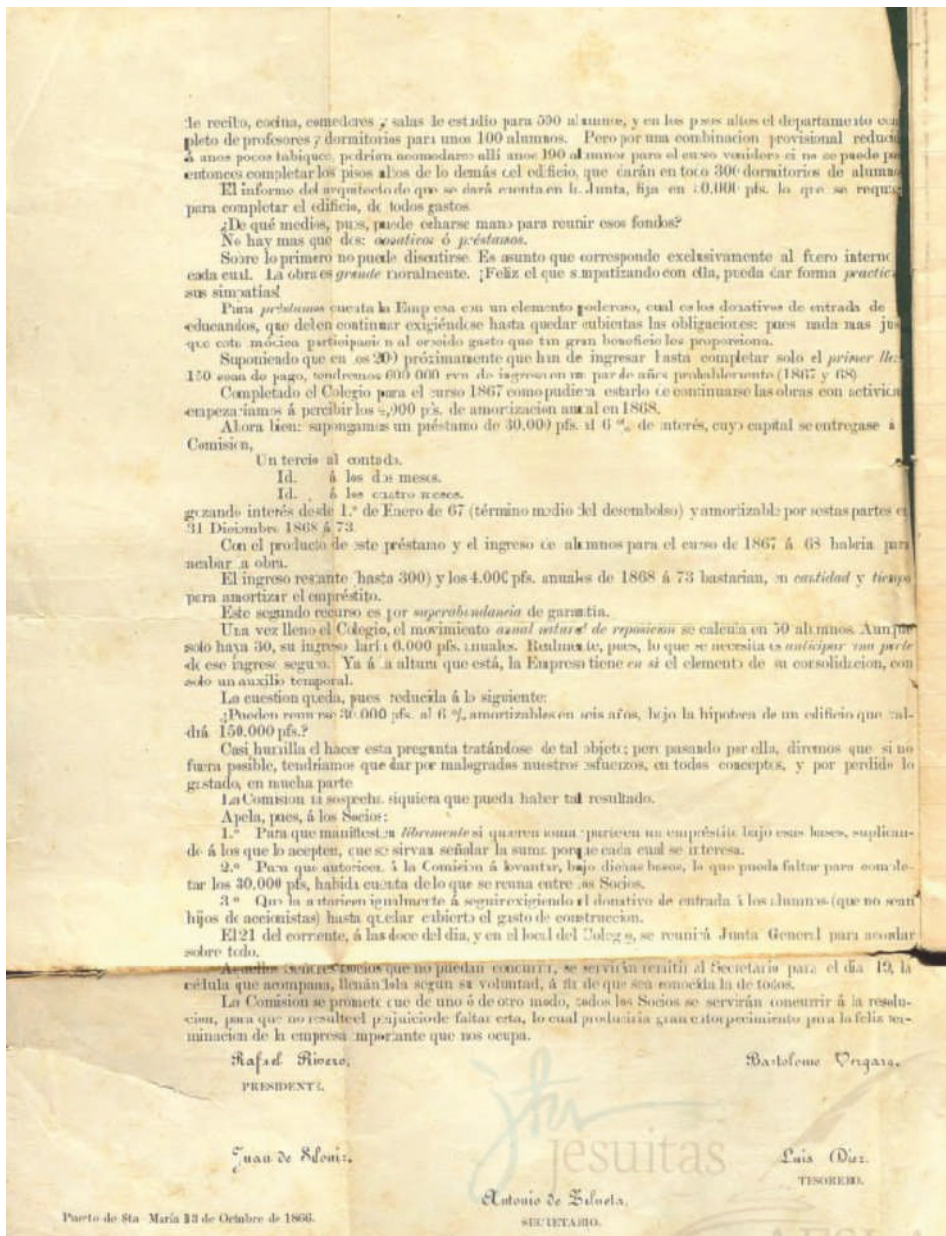 de recibo, cocina, comedores y salas de estudio para 500 alumnos, y en los pisos altos el departamento com
pleto de profesores y dormitorios para unos 100 alumnos. Pero por una combinacion provisional reducida
á unos pocos tabiques, podrian acomodarse allí unos 190 alumnos para el curso venidero si no se puede
entonces completar los pisos altos de lo demás del edificio, que darán en todo 300 dormitorios de alumno
El informe del arquitecto de que se dará cuenta en la Junta, fija en 0.000 pfs. lo que se
para completar el edificio, de todos gastos
¿De qué medios, pues, puede echarse mano para reunir esos fondos?
No hay mas que dos: donativos ó préstamos.
Sobre lo primero no puede discutirse. Es asunto que corresponde exclusivamente al fuero interno
cada cual. La obra es grande moralmente. ¡Feliz el que simpatizando con ella, pueda dar forma practic
sus simpatias!
Para préstamos cuenta la Empresa con un elemento poderoso, cual es los donativos de entrada de
educandos, que deben continuar exigiéndose hasta quedar cubiertas las obligaciones: pues nada mas jus
que esta módica participacion al crecido gasto que tan gran beneficio les proporciona.
Suponiendo que en los 200 próximamente que han de ingresar hasta completar solo el primer lle
150 sean de pago, tendremos 600.000 rvn de ingreso en un par de años probablemente (1867 y 68)
Completado el Colegio para el curso 1867 como pudiera estarlo de continuarse las obras con activida
empezariamos á percibir los 4,000 pfs. de amortizacion anual en 1868.
Ahora bien: supongamos un préstamo de 30.000 pfs. al 6 % de interés, cuyo capital se entregase á
Comision,
Un tercio al contado.
Id. á los dos meses.
Id. á los cuatro meses.
gozando interés desde 1.º de Enero de 67 (término medio del desembolso) y amortizable por sestas partes e
31 Diciembre 1868 á 73
Con el producto de este préstamo y el ingreso de alumnos para el curso de 1867 á 68 habria para
acabar la obra.
El ingreso restante (hasta 300) y los 4.000 pfs. anuales de 1868 á 73 bastarian, en cantidad y tiempo
para amortizar el empréstito.
Este segundo recurso es por superabundancia de garantia.
Una vez lleno el Colegio, el movimiento anual natural de reposicion se calcula en 50 alumnos. Aunque
solo haya 30, su ingreso haria 6.000 pfs. anuales. Realmente, pues, lo que se necesita es anticipar una parte
de ese ingreso seguro. Ya á la altura que está, la Empresa tiene en sí el elemento de su consolidacion, con
solo un auxilio temporal.
La cuestion queda, pues reducida á lo siguiente:
¿Pueden reunirse 30.000 pfs. al 6 % amortizables en seis años, bajo la hipoteca de un edificio que val-
drá 150.000 pfs.?
Casi humilla el hacer esta pregunta tratándose de tal objeto; pero pasando por ella, diremos que si no
fuera posible, tendriamos que dar por malogrados nuestros esfuerzos, en todos conceptos, y por perdido lo
gastado, en mucha parte
La Comision ni sospecha siquiera que pueda haber tal resultado.
Apela, pues, á los Socios:
1.º Para que manifiesten libremente si quieren tomar parte en un empréstito bajo esas bases, suplican-
do á los que lo acepten, que se sirvan señalar la suma porque cada cual se interesa.
2.º Para que autoricen á la Comision á levantar, bajo dichas bases, lo que pueda faltar para comple-
tar los 30.000 pfs, habida cuenta de lo que se reuna entre los Socios.
3º Que la autoricen igualmente á seguir exigiendo el donativo de entrada á los alumnos (que no sean
hijos de accionistas) hasta quedar cubierto el gasto de construccion.
El 21 del corriente, á las doce del dia, y en el local del Colegio, se reunirá Junta General para acordar
sobre todo.
Aquellos Señores Socios que no puedan concurrir, se servirán remitir al Secretario para el dia 19, la
célula que acompaña, llenándola segun su voluntad, á fin de que sea conocida la de todos.
La Comision se promete que de uno ó de otro modo, todos los Socios se servirán concurrir á la resolu-
cion, para que no resulte el perjuicio de faltar esta, lo cual produciria gran entorpecimiento para la feliz ter-
minacion de la empresa importante que nos ocupa.
Rafael Rivero, Bartolome Vergara.
PRESIDENTE.
Juan de Luis Diez.
TESORERO.
jesuitas
Antonio de Zulueta,
SECRETARIO.
Puerto de Sta María 13 de Octubre de 1866.